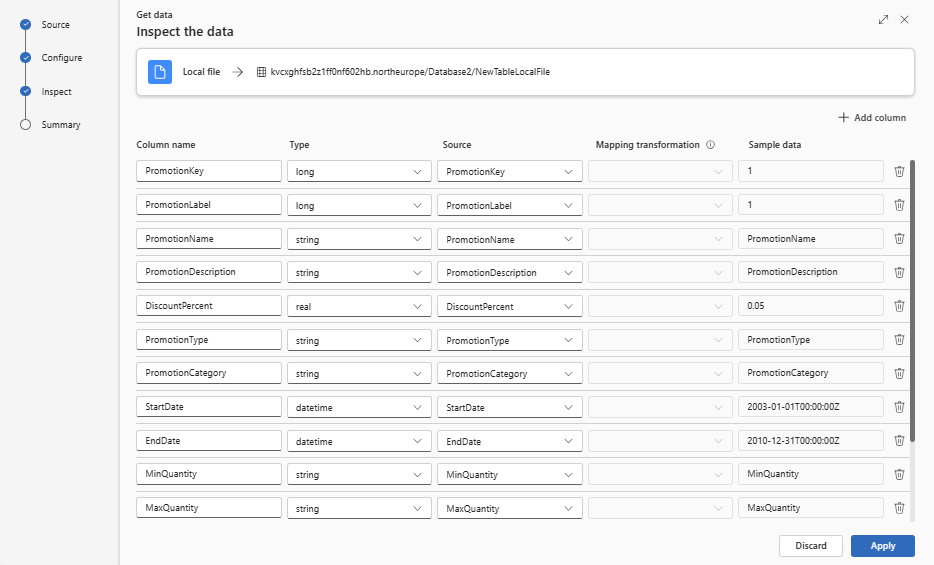 Source
Configure
Inspect
Summary
Get data
Inspect the data
Local file kvcxghfsb2z1ff0nf602hb.northeurope/Database2/NewTableLocalFile
Add column
Column name Type Source Mapping transformation Sample data
PromotionKey long PromotionKey 1
PromotionLabel long PromotionLabel 1
PromotionName string PromotionName PromotionName
PromotionDescription string PromotionDescription PromotionDescription
DiscountPercent real DiscountPercent 0.05
PromotionType string PromotionType PromotionType
PromotionCategory string PromotionCategory PromotionCategory
StartDate datetime StartDate 2003-01-01T00:00:00Z
EndDate datetime EndDate 2010-12-31T00:00:00Z
MinQuantity string MinQuantity MinQuantity
MaxQuantity string MaxQuantity MaxQuantity
Discard Apply